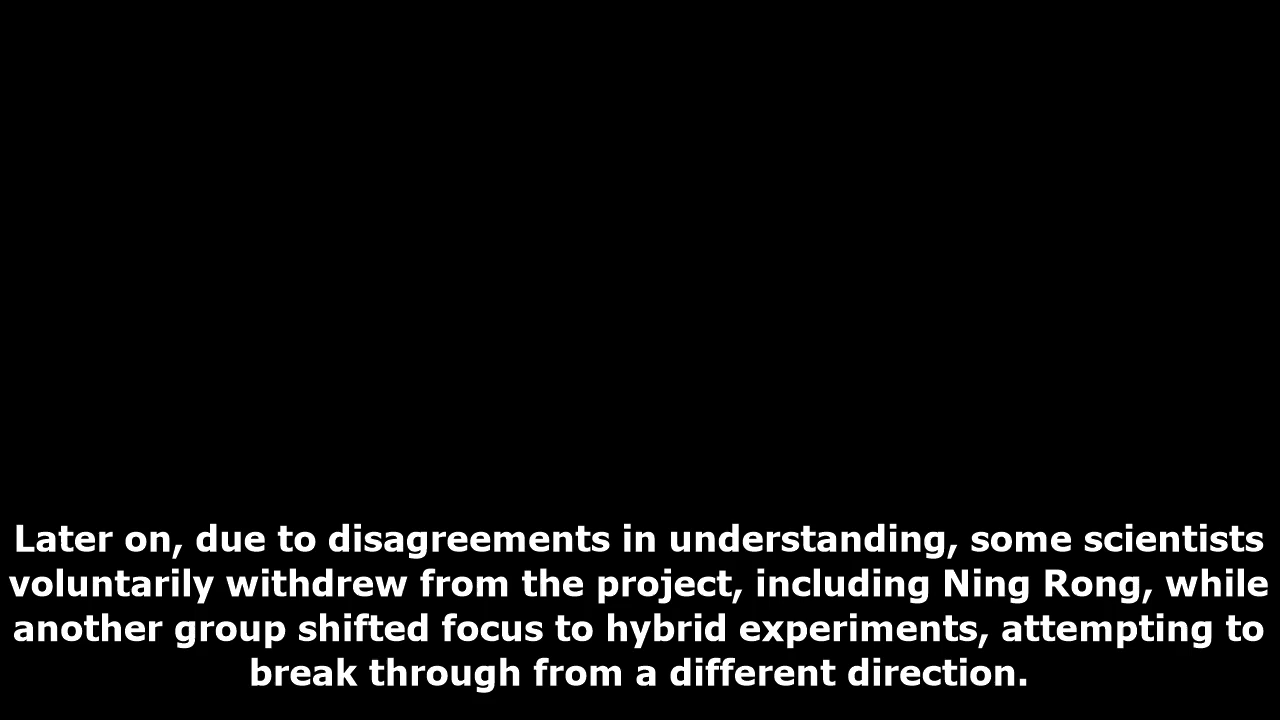 Later on, due to disagreements in understanding, some scientists
voluntarily withdrew from the project, including Ning Rong, while
another group shifted focus to hybrid experiments, attempting to
break through from a different direction.